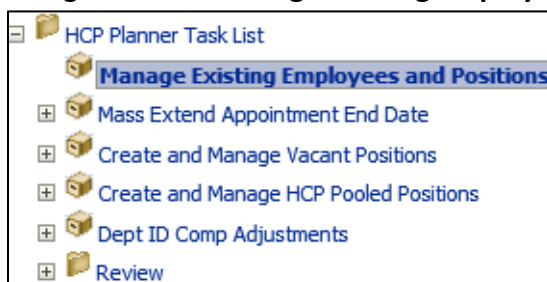 HCP Planner Task List
Manage Existing Employees and Positions
Mass Extend Appointment End Date
Create and Manage Vacant Positions
Create and Manage HCP Pooled Positions
Dept ID Comp Adjustments
Review